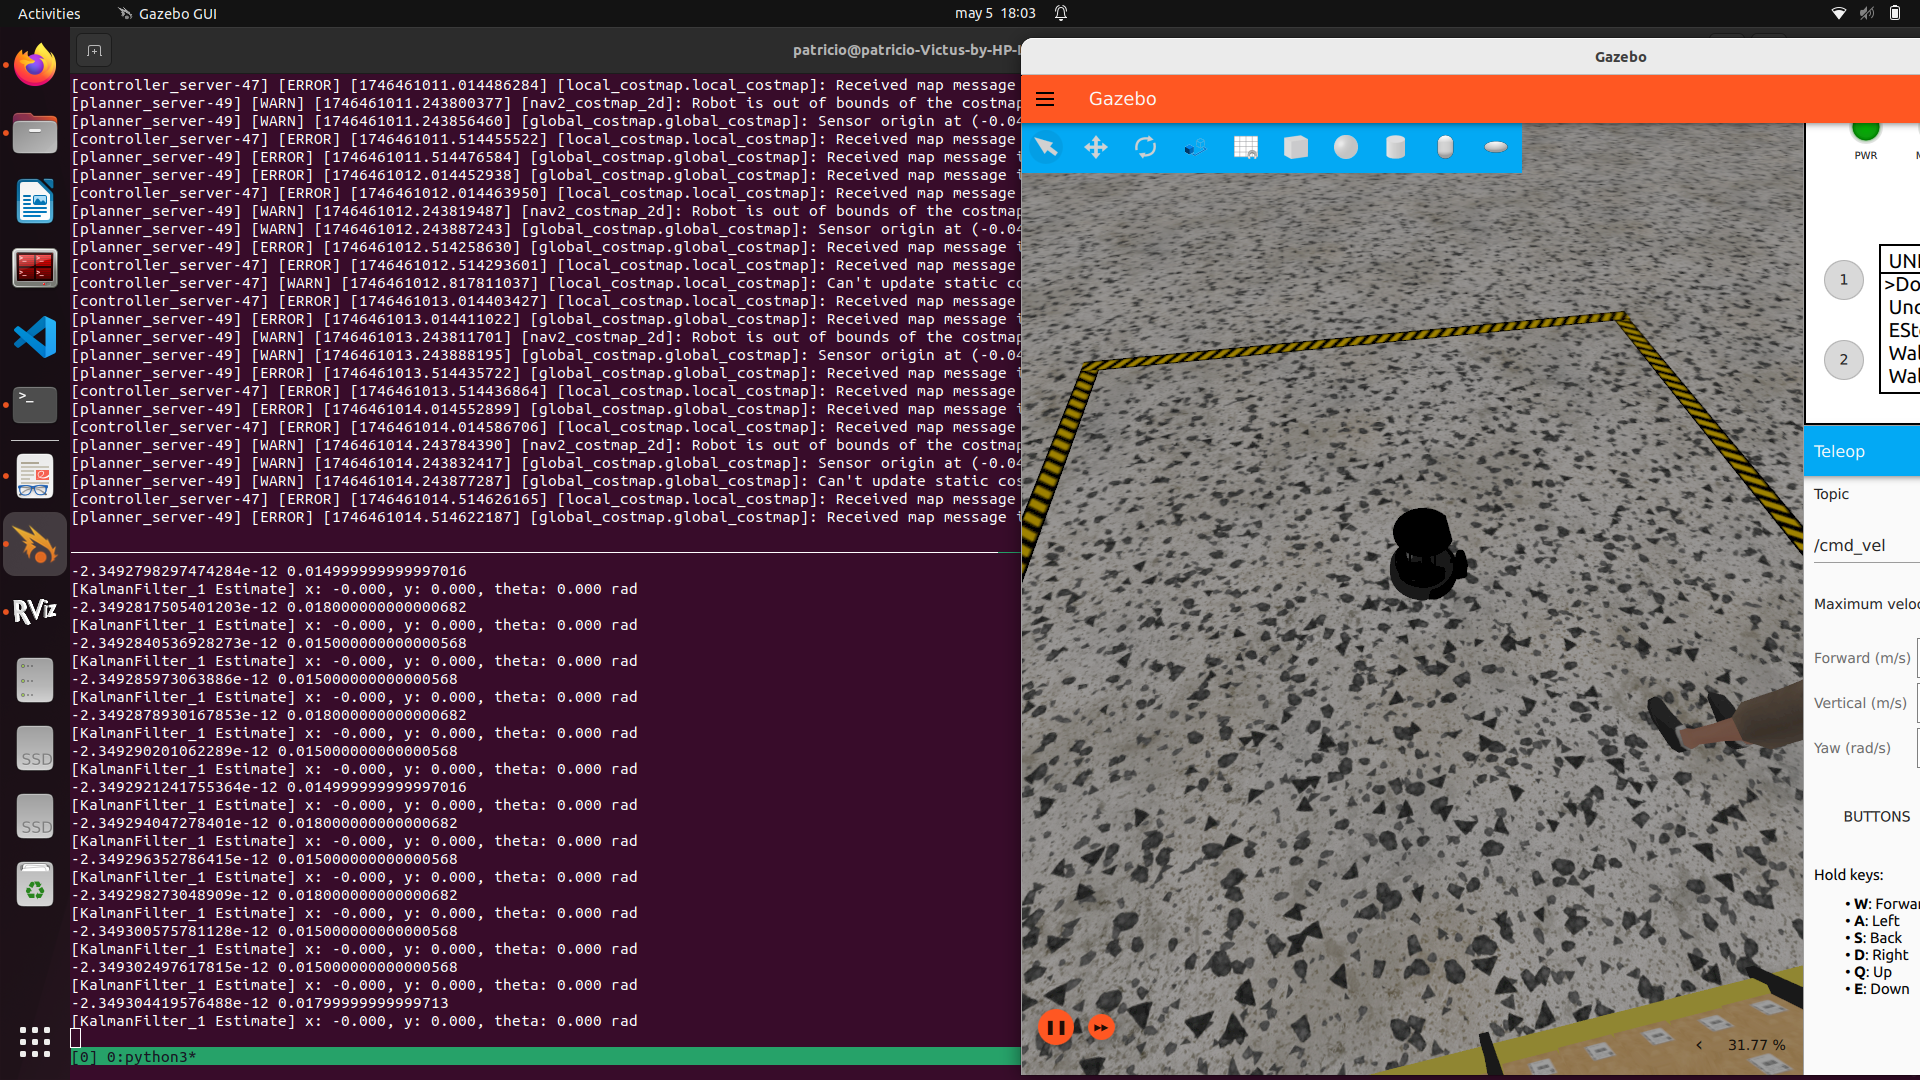 Activities
Gazebo GUI
may 5 18:03
patricio@patricio-Victus-by-HP-
[controller_server-47] [ERROR] [1746461011.014486284] [local_costmap.local_costmap]: Received map message
[planner_server-49] [WARN] [1746461011.243800377] [nav2_costmap_2d]: Robot is out of bounds of the costmap
[planner_server-49] [WARN] [1746461011.243856460] [global_costmap.global_costmap]: Sensor origin at (-0.04
[controller_server-47] [ERROR] [1746461011.514455522] [local_costmap.local_costmap]: Received map message
[planner_server-49] [ERROR] [1746461011.514476584] [global_costmap.global_costmap]: Received map message i
[planner_server-49] [ERROR] [1746461012.014452938] [global_costmap.global_costmap]: Received map message i
[controller_server-47] [ERROR] [1746461012.014463950] [local_costmap.local_costmap]: Received map message
[planner_server-49] [WARN] [1746461012.243819487] [nav2_costmap_2d]: Robot is out of bounds of the costmap
[planner_server-49] [WARN] [1746461012.243887243] [global_costmap.global_costmap]: Sensor origin at (-0.04
[planner_server-49] [ERROR] [1746461012.514258630] [global_costmap.global_costmap]: Received map message i
[controller_server-47] [ERROR] [1746461012.514293601] [local_costmap.local_costmap]: Received map message
[controller_server-47] [WARN] [1746461012.817811037] [local_costmap.local_costmap]: Can't update static co
[controller_server-47] [ERROR] [1746461013.014403427] [local_costmap.local_costmap]: Received map message
[planner_server-49] [ERROR] [1746461013.014411022] [global_costmap.global_costmap]: Received map message i
[planner_server-49] [WARN] [1746461013.243811701] [nav2_costmap_2d]: Robot is out of bounds of the costmap
[planner_server-49] [WARN] [1746461013.243888195] [global_costmap.global_costmap]: Sensor origin at (-0.04
[planner_server-49] [ERROR] [1746461013.514435722] [global_costmap.global_costmap]: Received map message i
[controller_server-47] [ERROR] [1746461013.514436864] [local_costmap.local_costmap]: Received map message
[planner_server-49] [ERROR] [1746461014.014552899] [global_costmap.global_costmap]: Received map message i
[controller_server-47] [ERROR] [1746461014.014586706] [local_costmap.local_costmap]: Received map message
[planner_server-49] [WARN] [1746461014.243784390] [nav2_costmap_2d]: Robot is out of bounds of the costmap
[planner_server-49] [WARN] [1746461014.243832417] [global_costmap.global_costmap]: Sensor origin at (-0.04
[planner_server-49] [WARN] [1746461014.243877287] [global_costmap.global_costmap]: Can't update static cos
[controller_server-47] [ERROR] [1746461014.514626165] [local_costmap.local_costmap]: Received map message
[planner_server-49] [ERROR] [1746461014.514622187] [global_costmap.global_costmap]: Received map message i
-2.3492798297474284e-12 0.014999999999997016
[KalmanFilter_1 Estimate] x: -0.000, y: 0.000, theta: 0.000 rad
-2.3492817505401203e-12 0.018000000000000682
[KalmanFilter_1 Estimate] x: -0.000, y: 0.000, theta: 0.000 rad
-2.349284053692827​3e-12 0.015000000000000568
[KalmanFilter_1 Estimate] x: -0.000, y: 0.000, theta: 0.000 rad
-2.349285973063886e-12 0.015000000000000568
[KalmanFilter_1 Estimate] x: -0.000, y: 0.000, theta: 0.000 rad
-2.3492878930167853e-12 0.018000000000000682
[KalmanFilter_1 Estimate] x: -0.000, y: 0.000, theta: 0.000 rad
-2.349290201062289e-12 0.015000000000000568
[KalmanFilter_1 Estimate] x: -0.000, y: 0.000, theta: 0.000 rad
-2.3492921241755364e-12 0.014999999999997016
[KalmanFilter_1 Estimate] x: -0.000, y: 0.000, theta: 0.000 rad
-2.349294047278401e-12 0.018000000000000682
[KalmanFilter_1 Estimate] x: -0.000, y: 0.000, theta: 0.000 rad
-2.349296352786415e-12 0.015000000000000568
[KalmanFilter_1 Estimate] x: -0.000, y: 0.000, theta: 0.000 rad
-2.349298273048909e-12 0.018000000000000682
[KalmanFilter_1 Estimate] x: -0.000, y: 0.000, theta: 0.000 rad
-2.349300575781128e-12 0.015000000000000568
[KalmanFilter_1 Estimate] x: -0.000, y: 0.000, theta: 0.000 rad
-2.349302497617815e-12 0.015000000000000568
[KalmanFilter_1 Estimate] x: -0.000, y: 0.000, theta: 0.000 rad
-2.349304419576488e-12 0.01799999999999713
[KalmanFilter_1 Estimate] x: -0.000, y: 0.000, theta: 0.000 rad
[0] 0:python3*
RViz
SSD
SSD
Gazebo
Gazebo
PWR
1
2
UN
>Do
Und
ESt
Wal
Wal
Teleop
Topic
/cmd_vel
Maximum veloc
Forward (m/s)
Vertical (m/s)
Yaw (rad/s)
BUTTONS
Hold keys:
• W: Forwar
• A: Left
• S: Back
• D: Right
• Q: Up
• E: Down
31.77 %